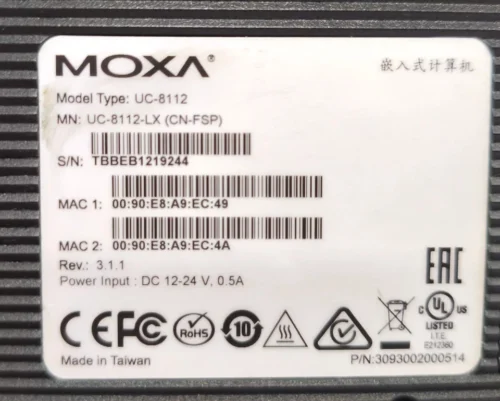 MOXA®
嵌入式计算机
Model Type: UC-8112
MN: UC-8112-LX (CN-FSP)
S/N: TBBEB1219244
MAC 1: 00:90:E8:A9:EC:49
MAC 2: 00:90:E8:A9:EC:4A
Rev.: 3.1.1
Power Input : DC 12-24 V, 0.5A
EAC
CE FC RoHS 10 C UL US
LISTED
I.T.E.
E212360
Made in Taiwan
P/N:3093002000514